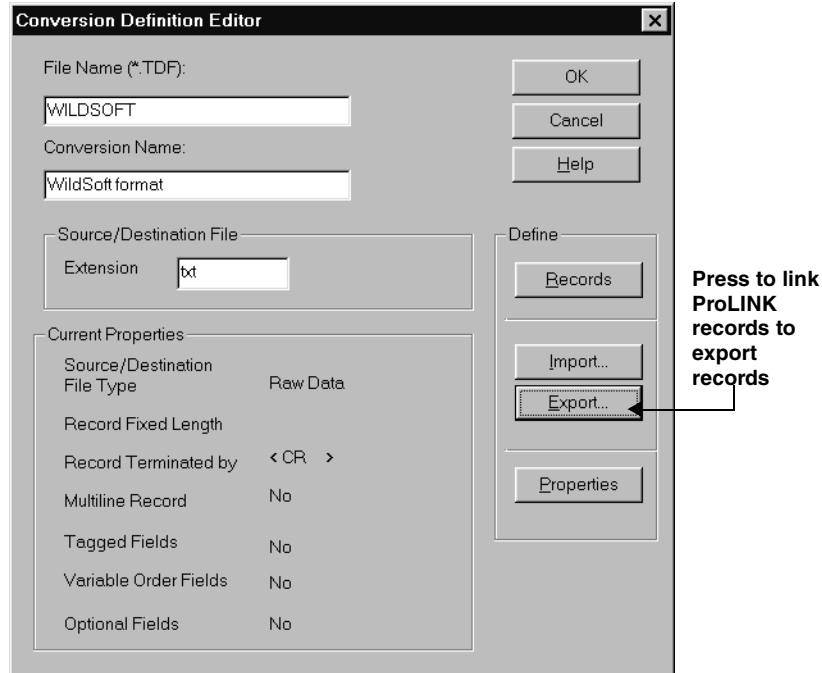 Conversion Definition Editor
File Name (*.TDF):
WILDSOFT
Conversion Name:
WildSoft format
OK
Cancel
Help
Source/Destination File
Extension
txt
Define
Records
Import...
Export...
Properties
Press to link
ProLINK
records to
export
records
Current Properties
Source/Destination
File Type
Raw Data
Record Fixed Length
Record Terminated by
< CR >
Multiline Record
No
Tagged Fields
No
Variable Order Fields
No
Optional Fields
No